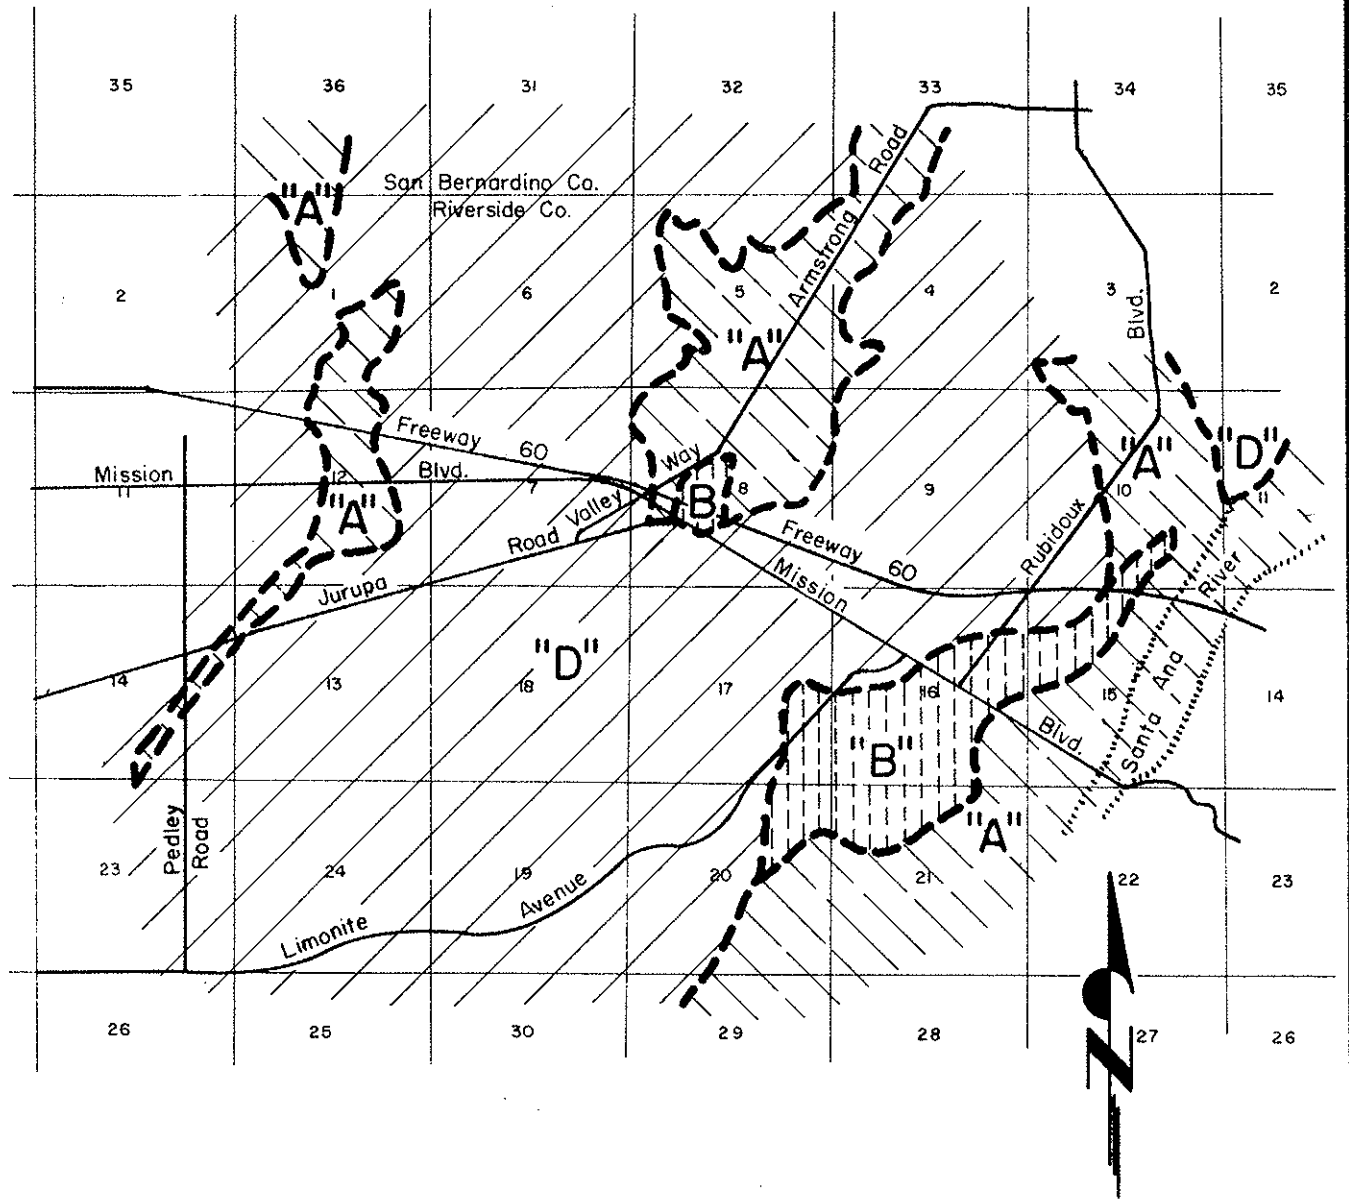 35 36 31 32 33 34 35
"A"
San Bernardino Co.
Riverside Co.
Armstrong Road
2 1 6 5 4 3 2
"A"
Blvd.
Freeway 60
Mission Blvd.
11 12 7 8 9 10 11
"A"
Way
Valley
B
"A"
"D"
Road
Jurupa
Freeway 60
Mission
Rubidoux
River
Ana
Santa
"D"
14 13 18 17 16 15 14
Blvd.
"B"
"A"
Pedley
Road
23 24 19 20 21 22 23
Limonite Avenue
26 25 30 29 28 27 26
N